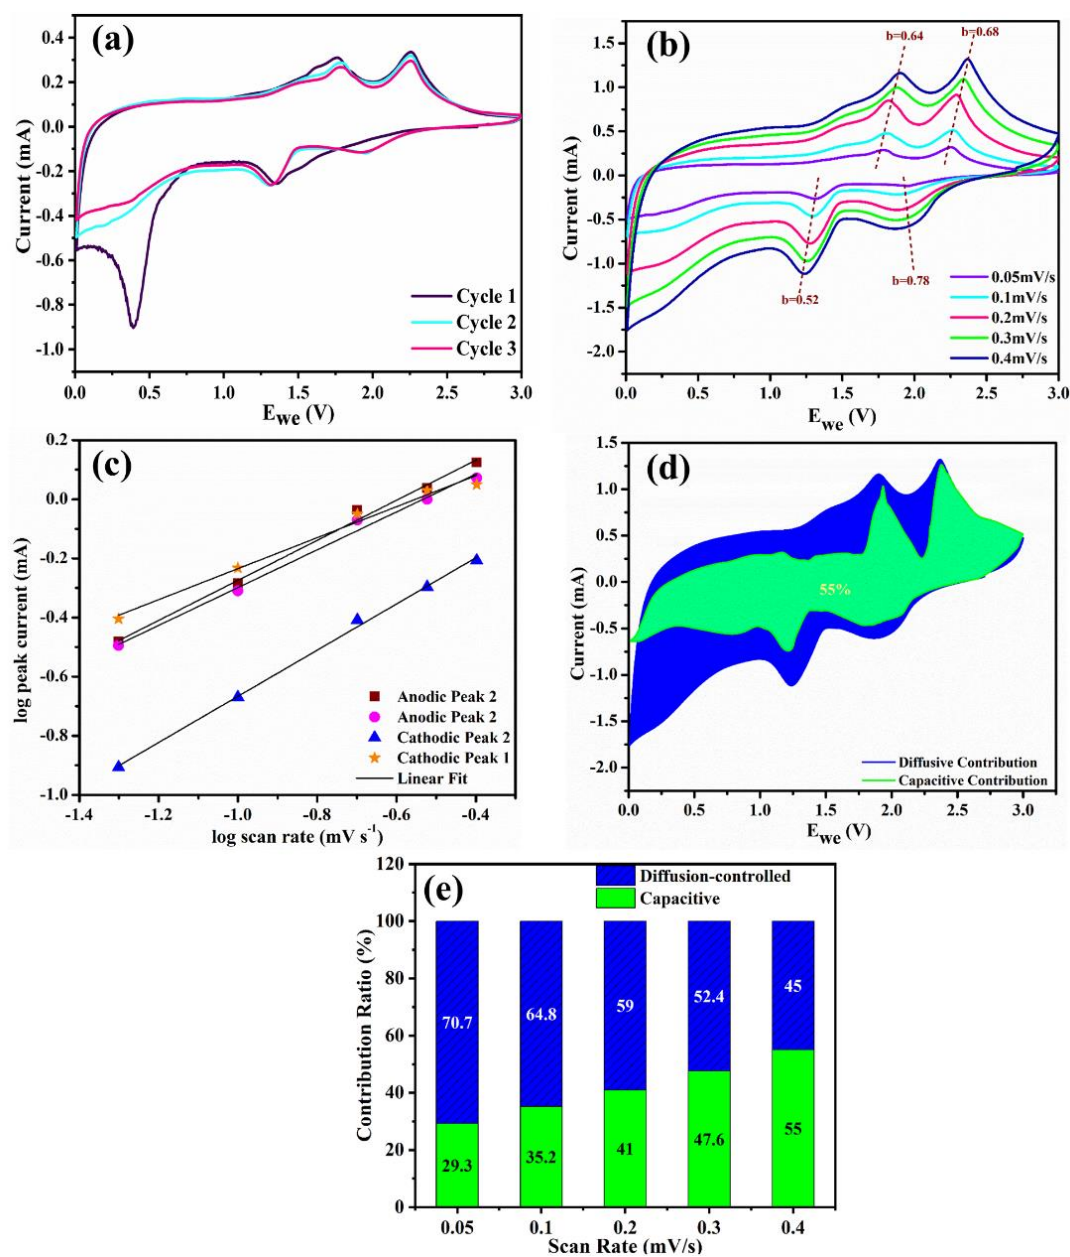 (a)
0.4
0.2
0.0
-0.2
-0.4
-0.6
-0.8
-1.0
Current (mA)
Cycle 1
Cycle 2
Cycle 3
0.0 0.5 1.0 1.5 2.0 2.5 3.0
Ewe (V)
(b)
1.5
1.0
0.5
0.0
-0.5
-1.0
-1.5
-2.0
Current (mA)
b=0.64
b=0.68
b=0.52
b=0.78
0.05mV/s
0.1mV/s
0.2mV/s
0.3mV/s
0.4mV/s
0.0 0.5 1.0 1.5 2.0 2.5 3.0
Ewe (V)
(c)
0.2
0.0
-0.2
-0.4
-0.6
-0.8
-1.0
log peak current (mA)
Anodic Peak 2
Anodic Peak 2
Cathodic Peak 2
Cathodic Peak 1
Linear Fit
-1.4 -1.2 -1.0 -0.8 -0.6 -0.4
log scan rate (mV s-1)
(d)
1.5
1.0
0.5
0.0
-0.5
-1.0
-1.5
-2.0
Current (mA)
55%
Diffusive Contribution
Capacitive Contribution
0.0 0.5 1.0 1.5 2.0 2.5 3.0
Ewe (V)
(e)
120
100
80
60
40
20
0
Contribution Ratio (%)
Diffusion-controlled
Capacitive
70.7 64.8 59 52.4 45
29.3 35.2 41 47.6 55
0.05 0.1 0.2 0.3 0.4
Scan Rate (mV/s)